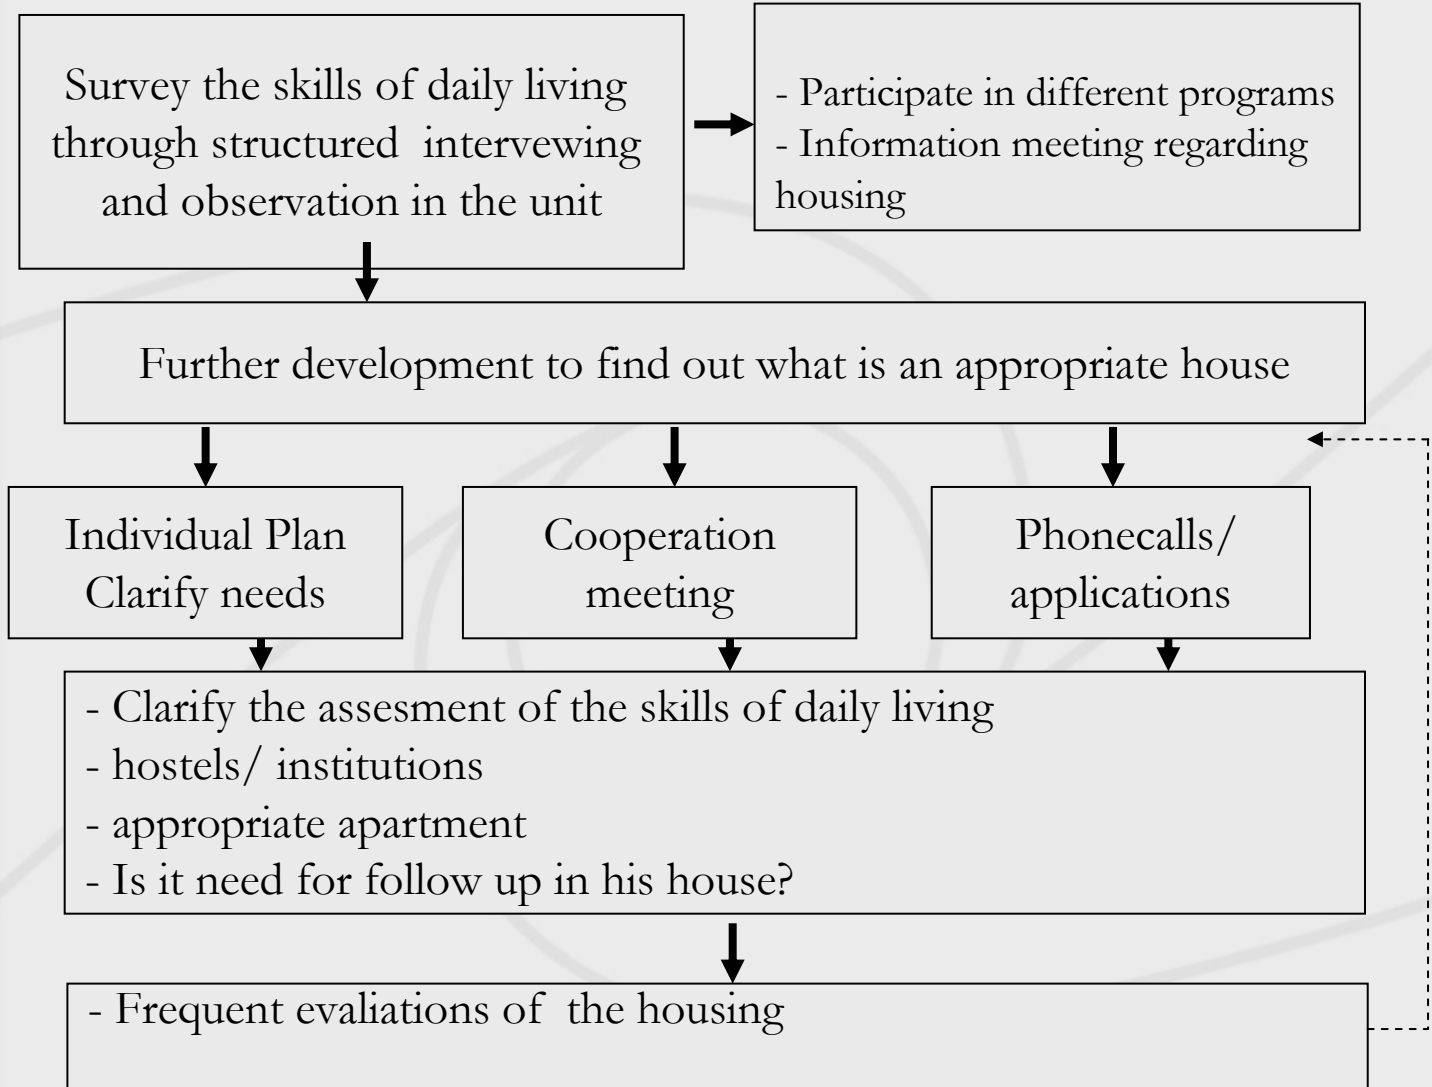 Survey the skills of daily living
through structured intervewing
and observation in the unit
- Participate in different programs
- Information meeting regarding
housing
Further development to find out what is an appropriate house
Individual Plan
Clarify needs
Cooperation
meeting
Phonecalls/
applications
- Clarify the assesment of the skills of daily living
- hostels/ institutions
- appropriate apartment
- Is it need for follow up in his house?
- Frequent evaliations of the housing